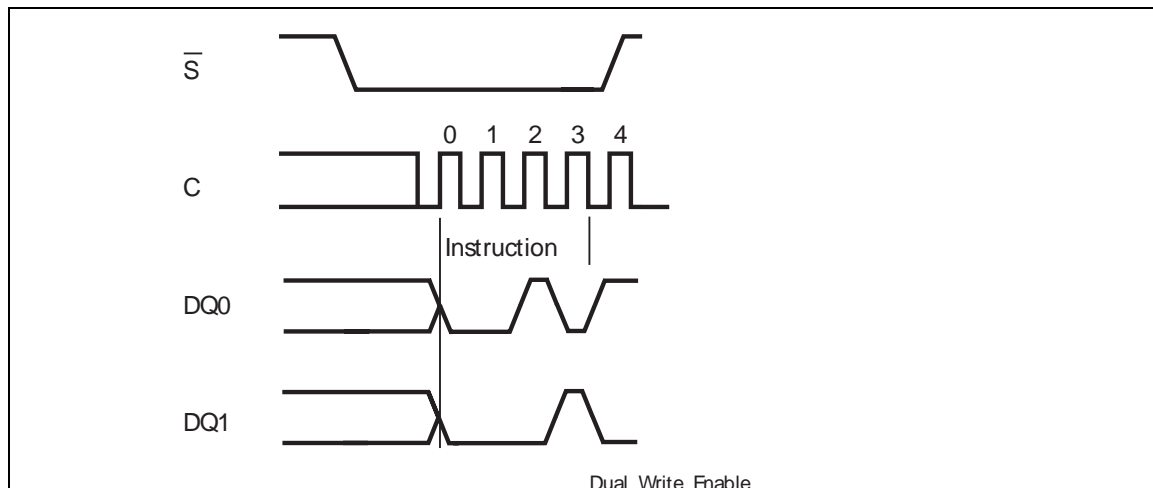 S
0 1 2 3 4
C
Instruction
DQ0
DQ1
Dual Write Enable